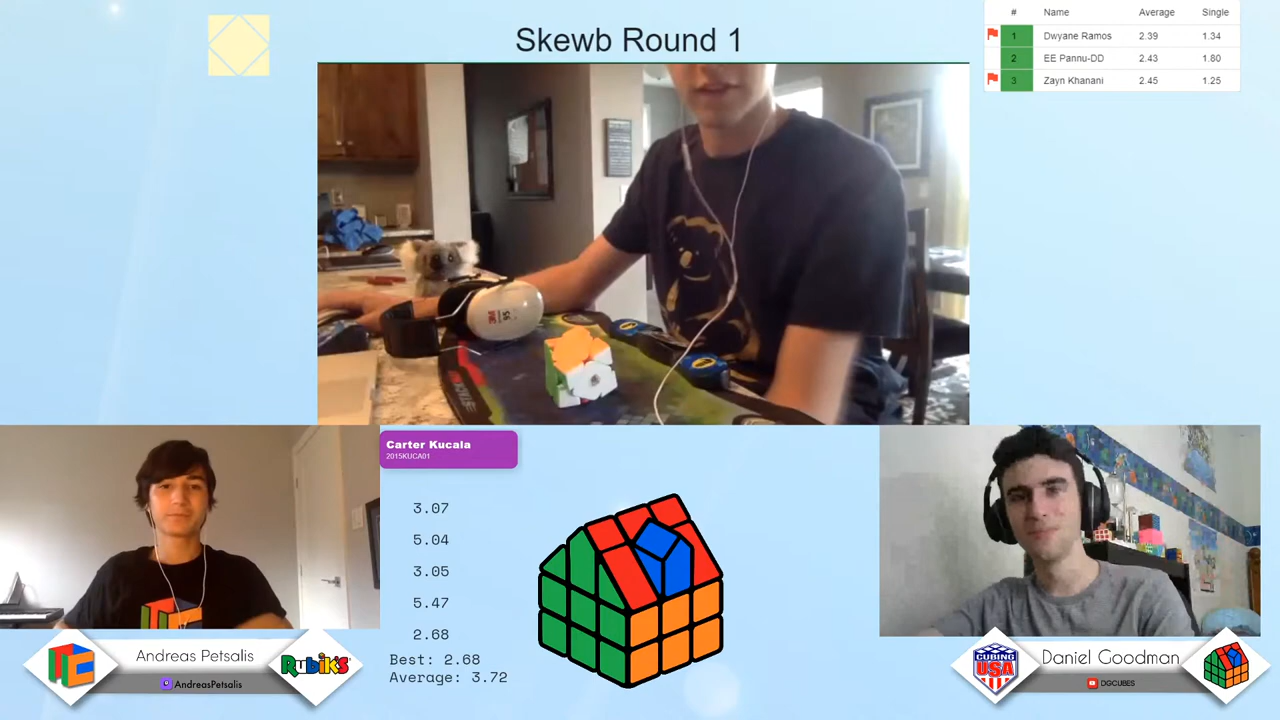 Skewb Round 1
# Name Average Single
1 Dwyane Ramos 2.39 1.34
2 EE Pannu-DD 2.43 1.80
3 Zayn Khanani 2.45 1.25
3M
Carter Kucala
2015KUCA01
3.07
5.04
3.05
5.47
2.68
Best: 2.68
Average: 3.72
Andreas Petsalis
AndreasPetsalis
Rubik's
CUBING
USA
Daniel Goodman
DGCUBES